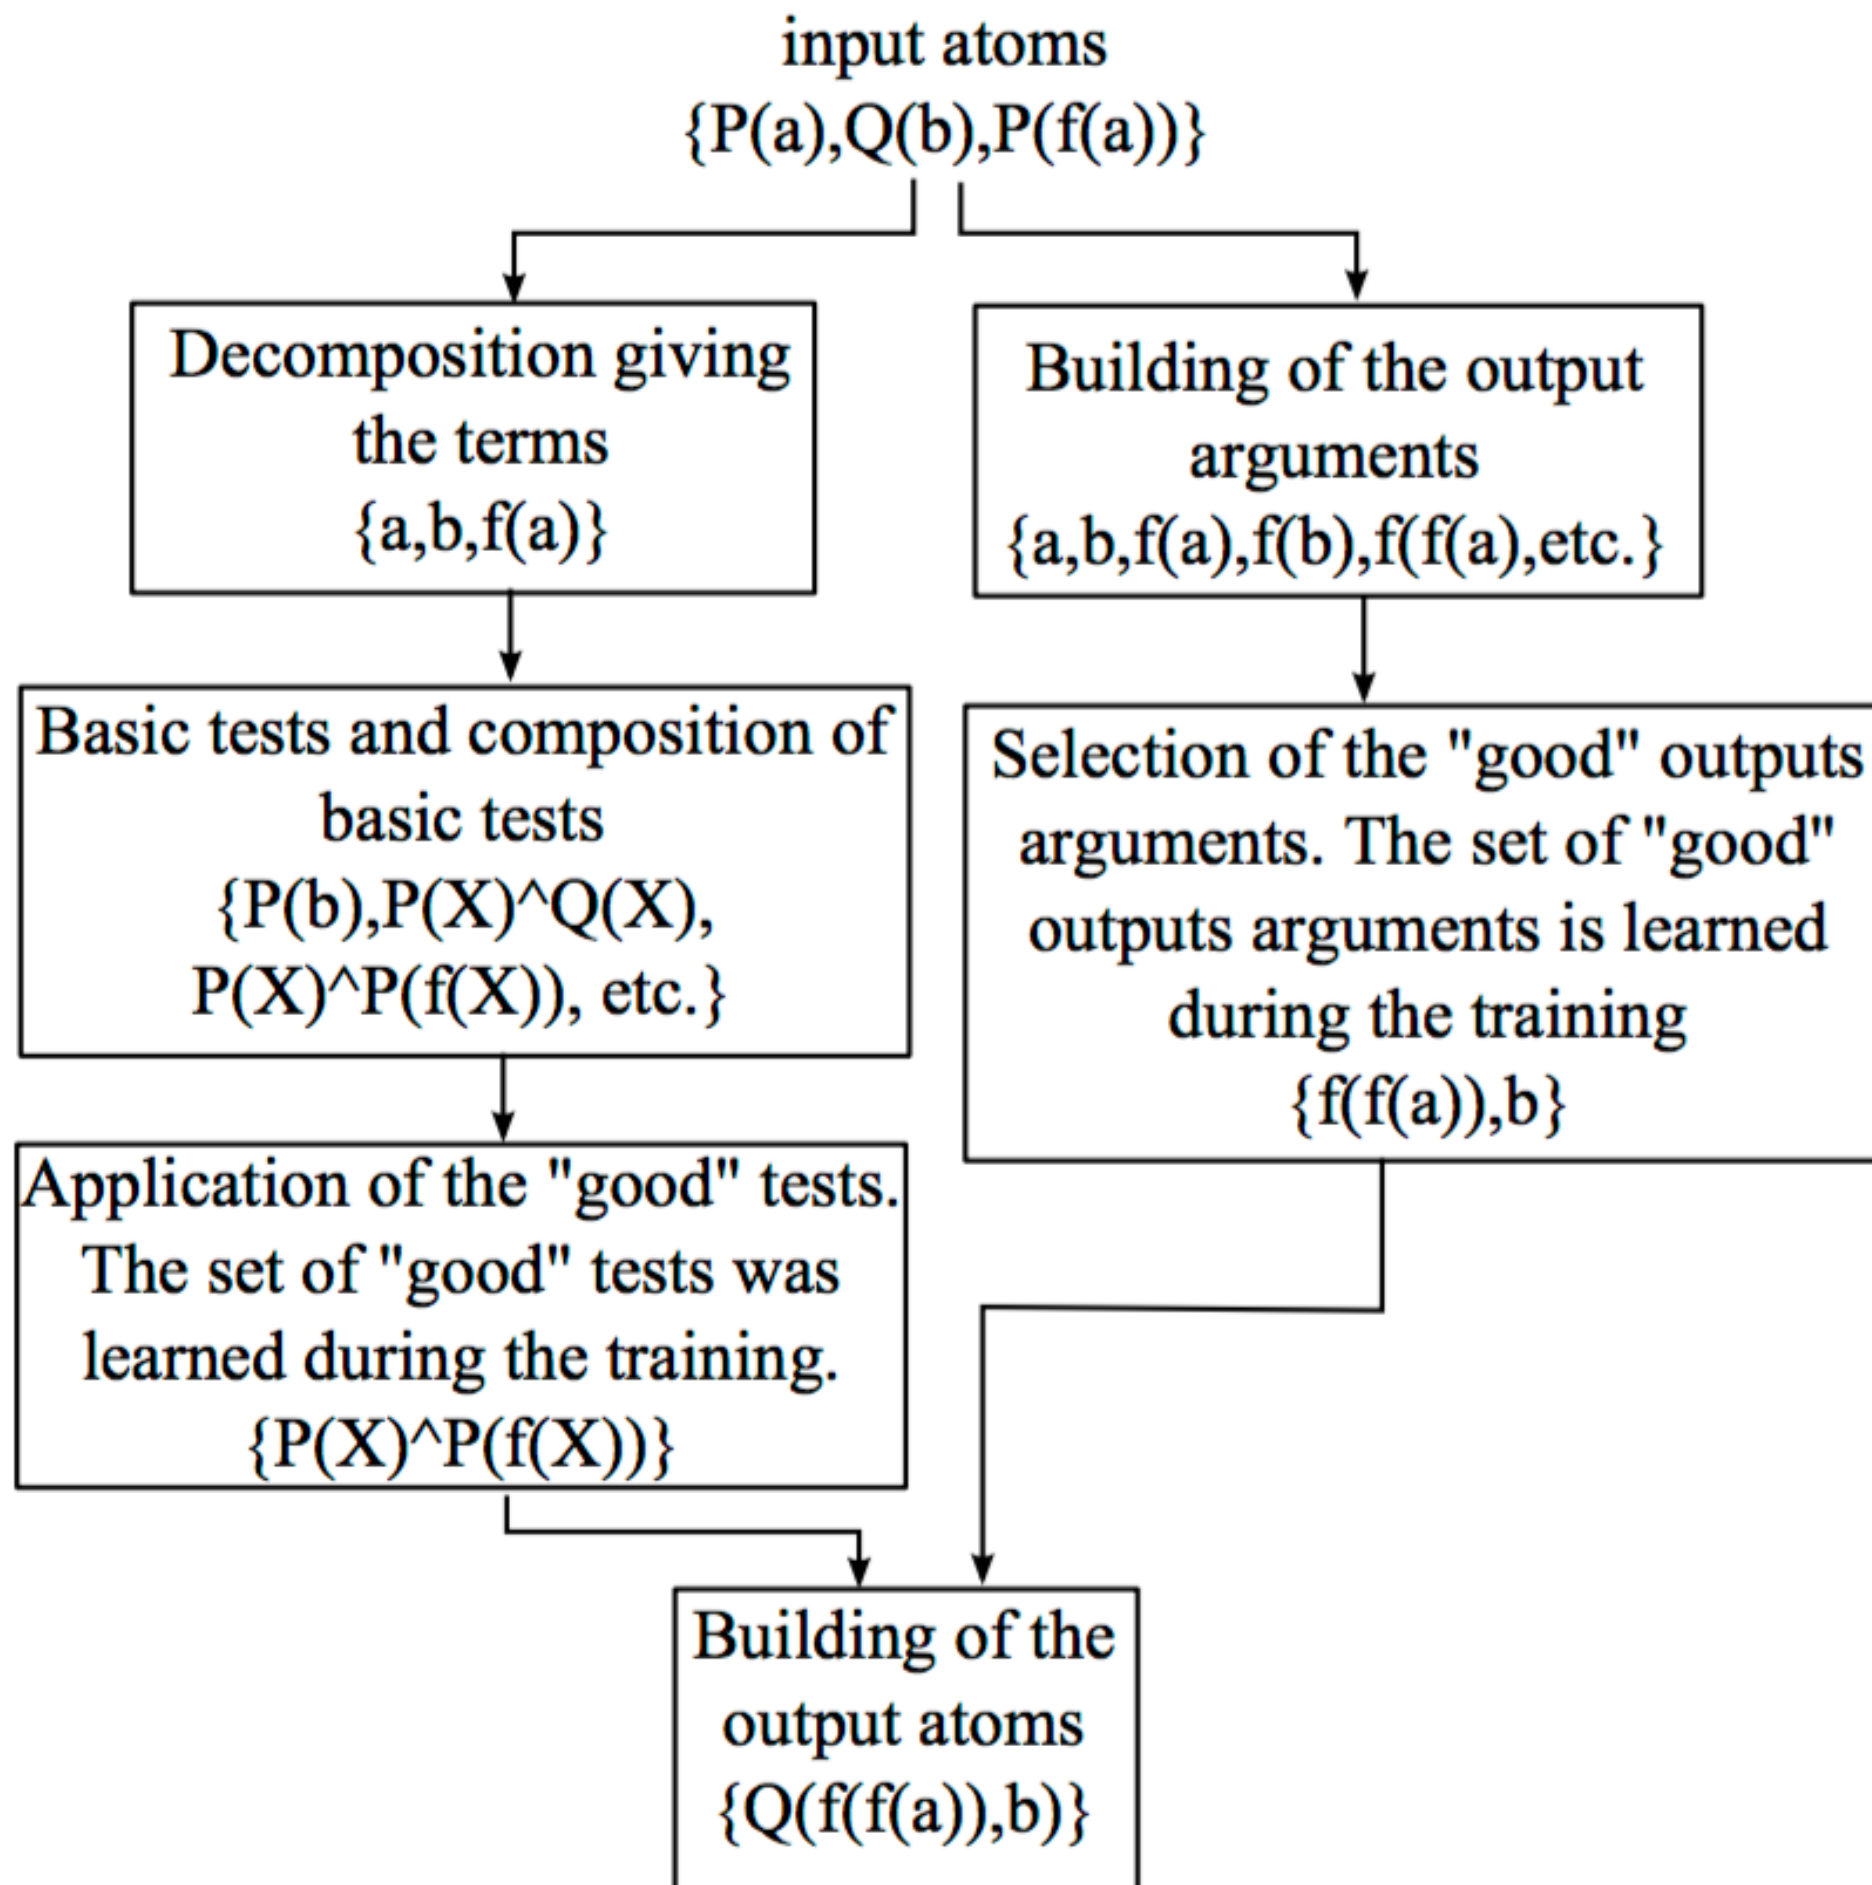 input atoms
{P(a),Q(b),P(f(a))}
Decomposition giving
the terms
{a,b,f(a)}
Building of the output
arguments
{a,b,f(a),f(b),f(f(a),etc.}
Basic tests and composition of
basic tests
{P(b),P(X)^Q(X),
P(X)^P(f(X)), etc.}
Selection of the "good" outputs
arguments. The set of "good"
outputs arguments is learned
during the training
{f(f(a)),b}
Application of the "good" tests.
The set of "good" tests was
learned during the training.
{P(X)^P(f(X))}
Building of the
output atoms
{Q(f(f(a)),b)}